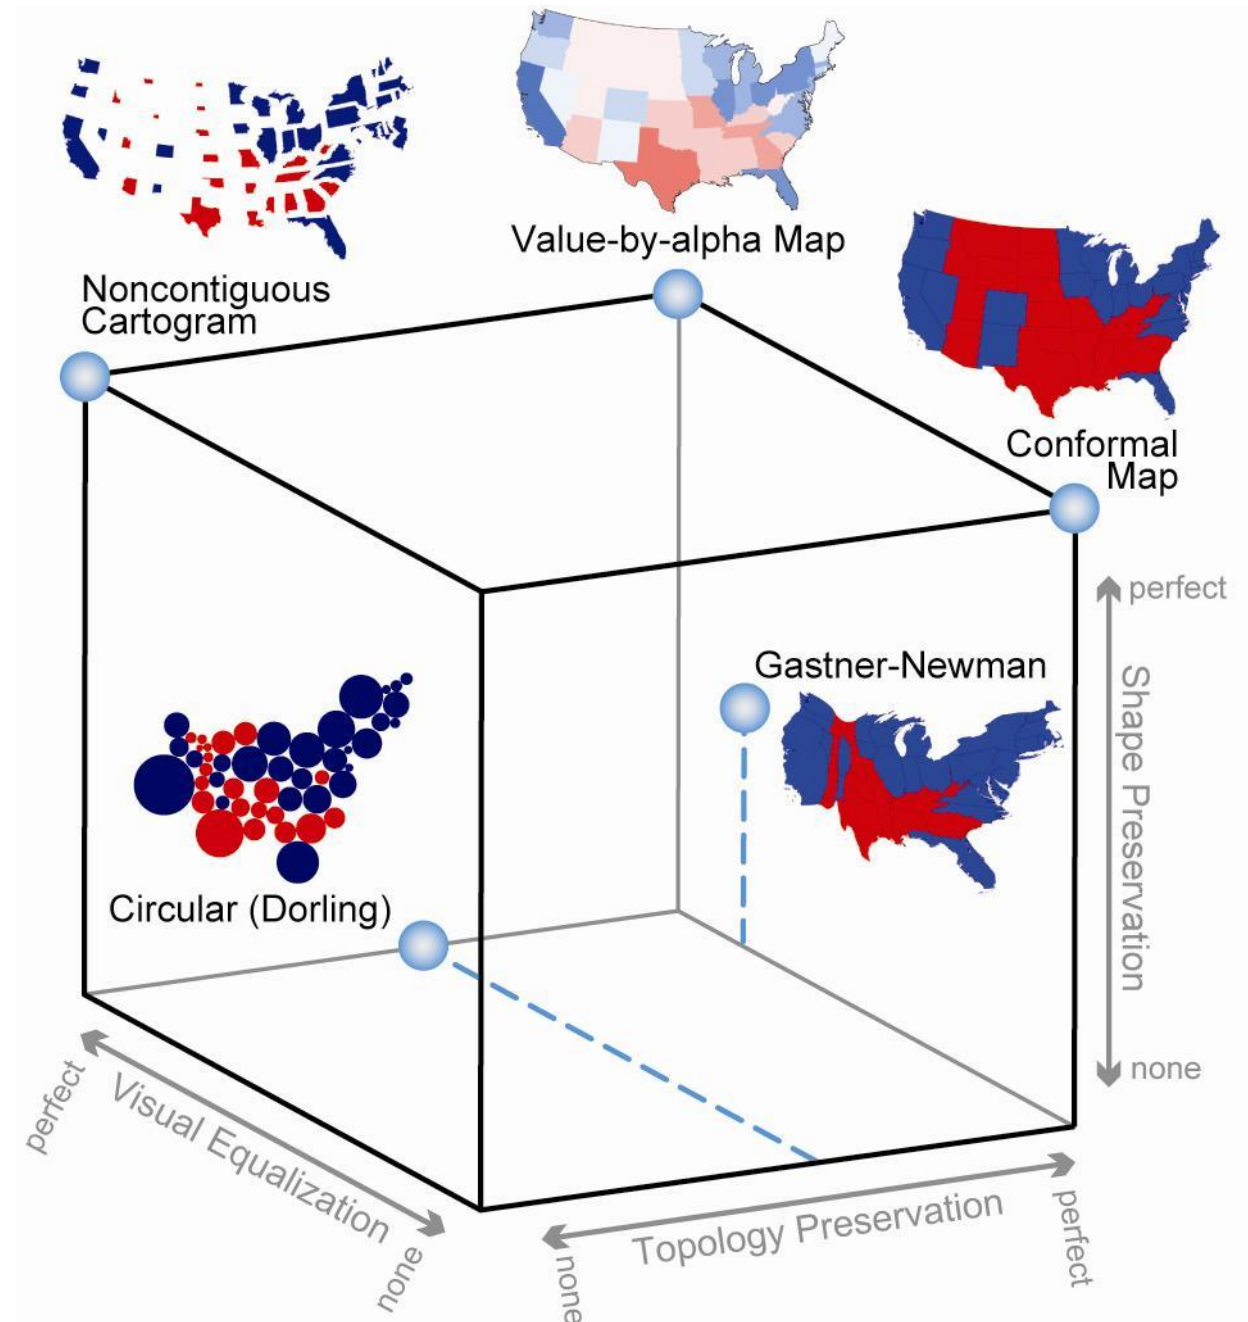 Value-by-alpha Map
Noncontiguous
Cartogram
Conformal
Map
perfect
Shape Preservation
none
Gastner-Newman
Circular (Dorling)
perfect
Visual Equalization
none
none
Topology Preservation
perfect